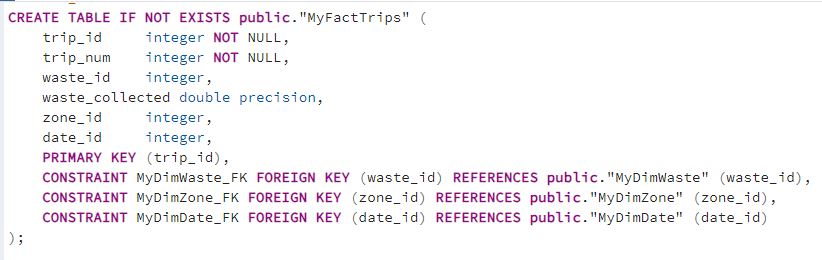 CREATE TABLE IF NOT EXISTS public."MyFactTrips" (
    trip_id     integer NOT NULL,
    trip_num    integer NOT NULL,
    waste_id    integer,
    waste_collected double precision,
    zone_id     integer,
    date_id     integer,
    PRIMARY KEY (trip_id),
    CONSTRAINT MyDimWaste_FK FOREIGN KEY (waste_id) REFERENCES public."MyDimWaste" (waste_id),
    CONSTRAINT MyDimZone_FK FOREIGN KEY (zone_id) REFERENCES public."MyDimZone" (zone_id),
    CONSTRAINT MyDimDate_FK FOREIGN KEY (date_id) REFERENCES public."MyDimDate" (date_id)
);